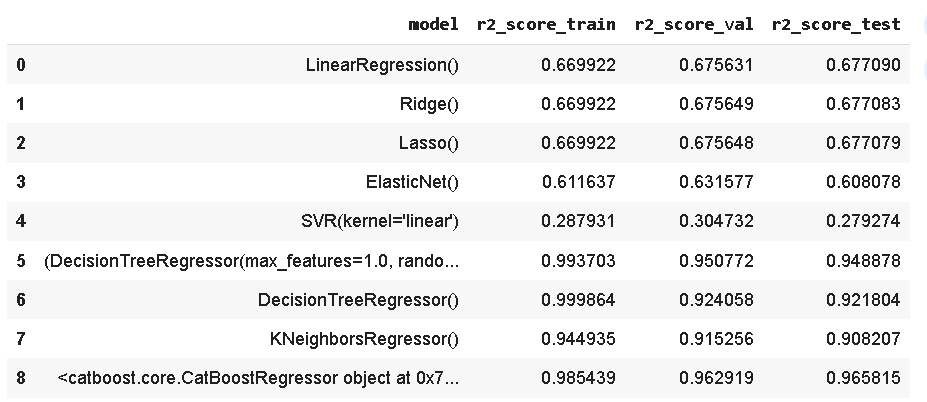 model r2_score_train r2_score_val r2_score_test
0 LinearRegression() 0.669922 0.675631 0.677090
1 Ridge() 0.669922 0.675649 0.677083
2 Lasso() 0.669922 0.675648 0.677079
3 ElasticNet() 0.611637 0.631577 0.608078
4 SVR(kernel='linear') 0.287931 0.304732 0.279274
5 (DecisionTreeRegressor(max_features=1.0, rando... 0.993703 0.950772 0.948878
6 DecisionTreeRegressor() 0.999864 0.924058 0.921804
7 KNeighborsRegressor() 0.944935 0.915256 0.908207
8 <catboost.core.CatBoostRegressor object at 0x7... 0.985439 0.962919 0.965815